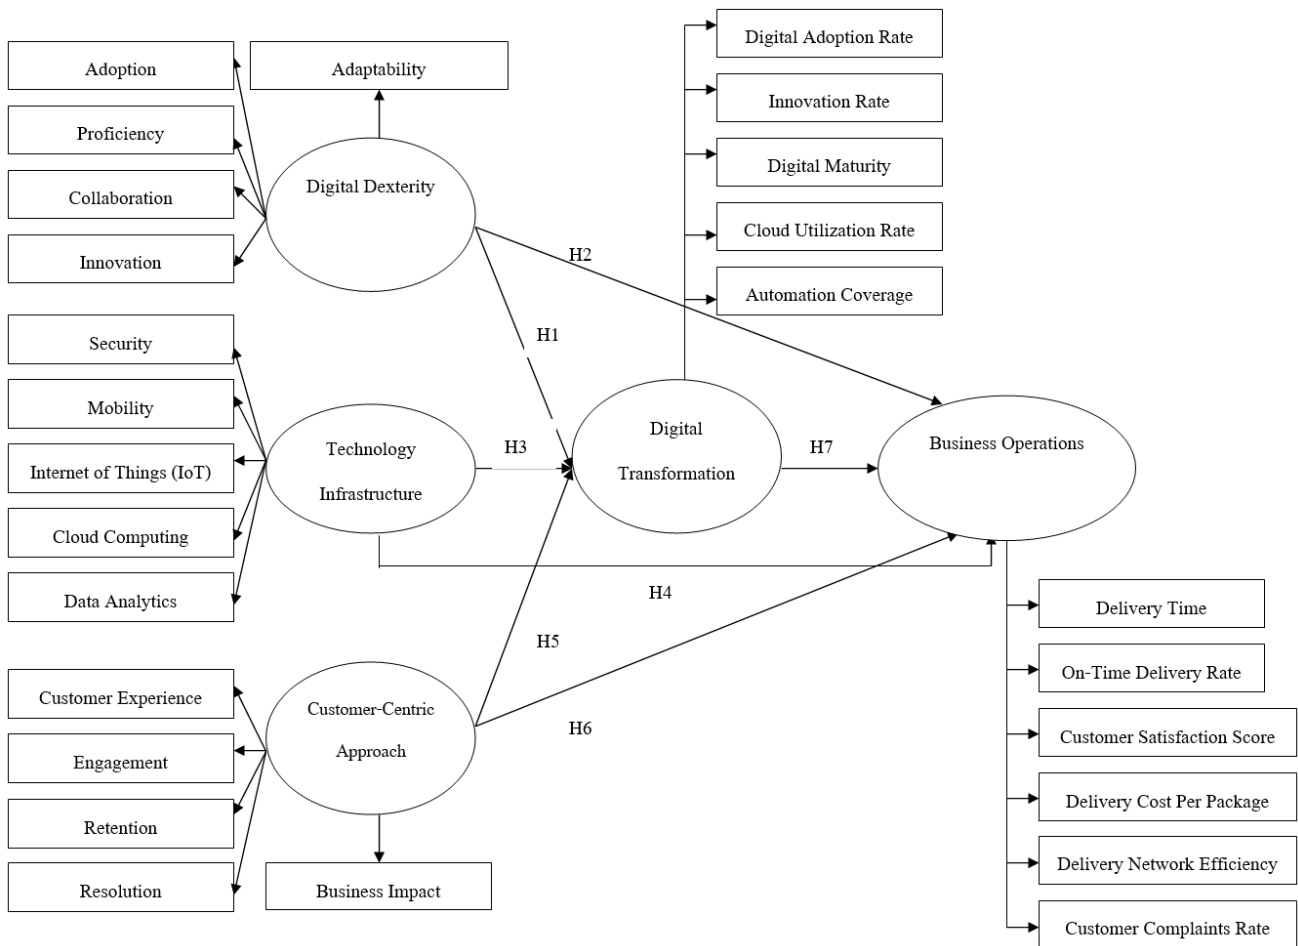 Digital Adoption Rate
Adoption
Adaptability
Innovation Rate
Proficiency
Digital Maturity
Digital Dexterity
Collaboration
Cloud Utilization Rate
H2
Innovation
Automation Coverage
H1
Security
Mobility
Digital
Transformation
Business Operations
H3
H7
Technology
Infrastructure
Internet of Things (IoT)
Cloud Computing
H4
Data Analytics
Delivery Time
H5
On-Time Delivery Rate
Customer Experience
Customer-Centric
Approach
H6
Customer Satisfaction Score
Engagement
Delivery Cost Per Package
Retention
Delivery Network Efficiency
Resolution
Business Impact
Customer Complaints Rate